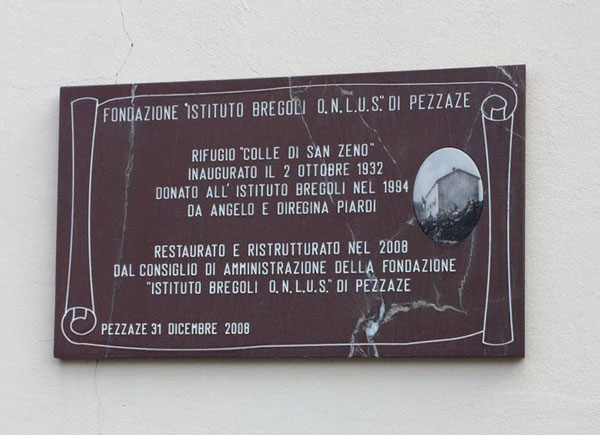 FONDAZIONE "ISTITUTO BREGOLI O.N.L.U.S." DI PEZZAZE
RIFUGIO "COLLE DI SAN ZENO"
INAUGURATO IL 2 OTTOBRE 1932
DONATO ALL' ISTITUTO BREGOLI NEL 1994
DA ANGELO E DIREGINA PIARDI
RESTAURATO E RISTRUTTURATO NEL 2008
DAL CONSIGLIO DI AMMINISTRAZIONE DELLA FONDAZIONE
"ISTITUTO BREGOLI O.N.L.U.S." DI PEZZAZE
PEZZAZE 31 DICEMBRE 2008